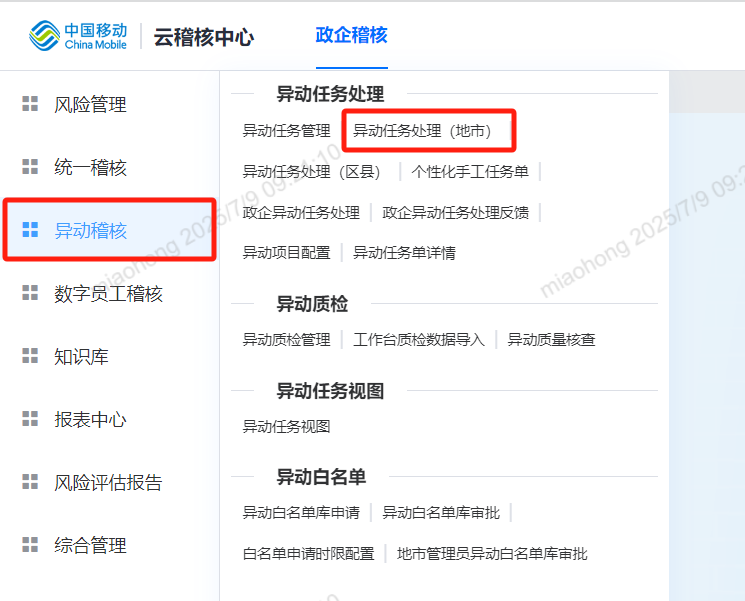 中国移动
China Mobile
云稽核中心
政企稽核
风险管理
统一稽核
异动稽核
数字员工稽核
知识库
报表中心
风险评估报告
综合管理
异动任务处理
异动任务管理 异动任务处理（地市）
异动任务处理（区县） 个性化手工任务单
政企异动任务处理 政企异动任务处理反馈
异动项目配置 异动任务单详情
异动质检
异动质检管理 工作台质检数据导入 异动质量核查
异动任务视图
异动任务视图
异动白名单
异动白名单库申请 异动白名单库审批
白名单申请时限配置 地市管理员异动白名单库审批
miaohong 2025/7/9 09:
miaohong 2025/7/9 09:2